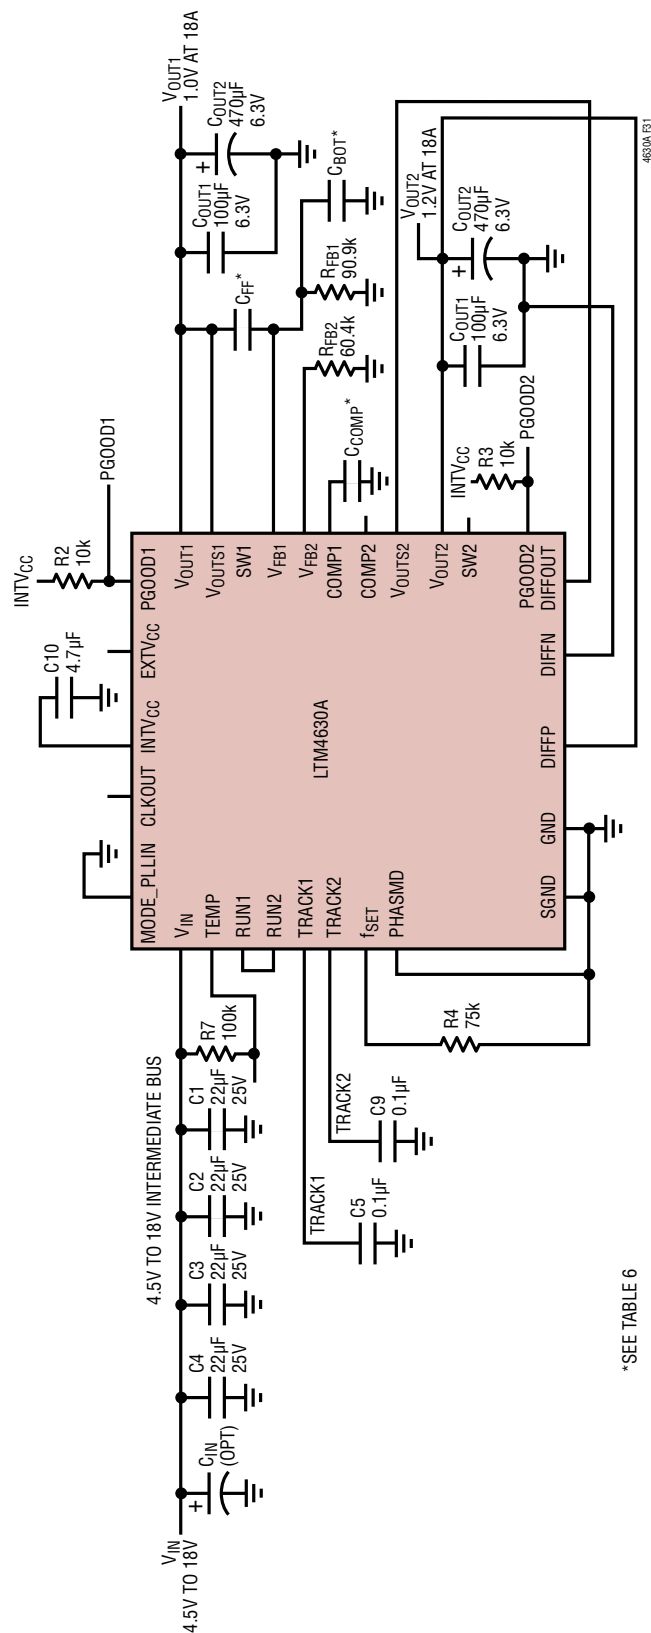 VIN
4.5V TO 18V
CIN
(OPT)
+
4.5V TO 18V INTERMEDIATE BUS
C4
22µF
25V
C3
22µF
25V
C2
22µF
25V
C1
22µF
25V
R7
100k
TRACK1
C5
0.1µF
TRACK2
C9
0.1µF
R4
75k
MODE_PLLIN
CLKOUT
INTVCC
EXTVCC
PGOOD1
VIN
TEMP
RUN1
RUN2
TRACK1
TRACK2
fSET
PHASMD
LTM4630A
VOUT1
VOUTS1
SW1
VFB1
VFB2
COMP1
COMP2
VOUTS2
VOUT2
SW2
PGOOD2
SGND
GND
DIFFP
DIFFN
DIFFOUT
C10
4.7µF
INTVCC
R2
10k
PGOOD1
VOUT1
1.0V AT 18A
COUT1
100µF
6.3V
+
COUT2
470µF
6.3V
CFF*
CBOT*
RFB1
90.9k
RFB2
60.4k
CCOMP*
VOUT2
1.2V AT 18A
COUT1
100µF
6.3V
+
COUT2
470µF
6.3V
INTVCC
R3
10k
PGOOD2
4630A F31
*SEE TABLE 6